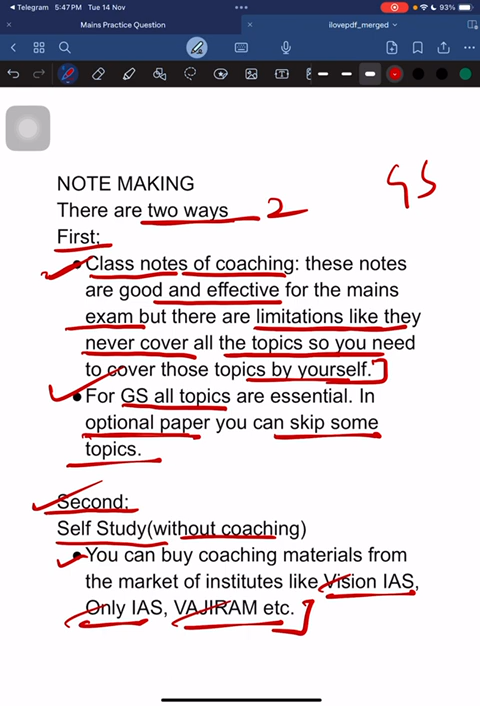 Telegram 5:47 PM Tue 14 Nov 93%
Mains Practice Question
ilovepdf_merged
NOTE MAKING
GS
There are two ways 2
First;
Class notes of coaching: these notes
are good and effective for the mains
exam but there are limitations like they
never cover all the topics so you need
to cover those topics by yourself.
For GS all topics are essential. In
optional paper you can skip some
topics.
Second;
Self Study(without coaching)
You can buy coaching materials from
the market of institutes like Vision IAS,
Only IAS, VAJIRAM etc.